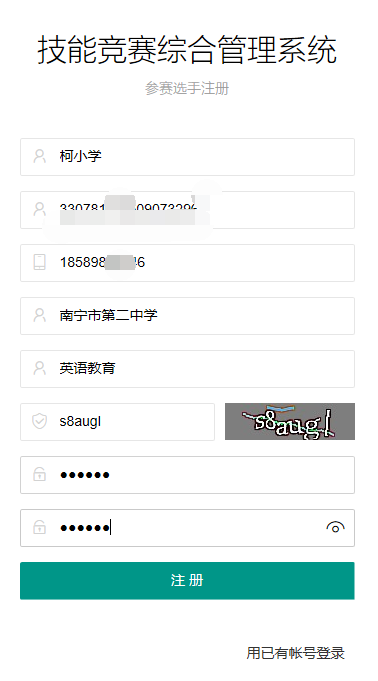 技能竞赛综合管理系统
参赛选手注册
柯小学
南宁市第二中学
英语教育
s8augl s8augl
●●●●●●
●●●●●●
注册
用已有帐号登录